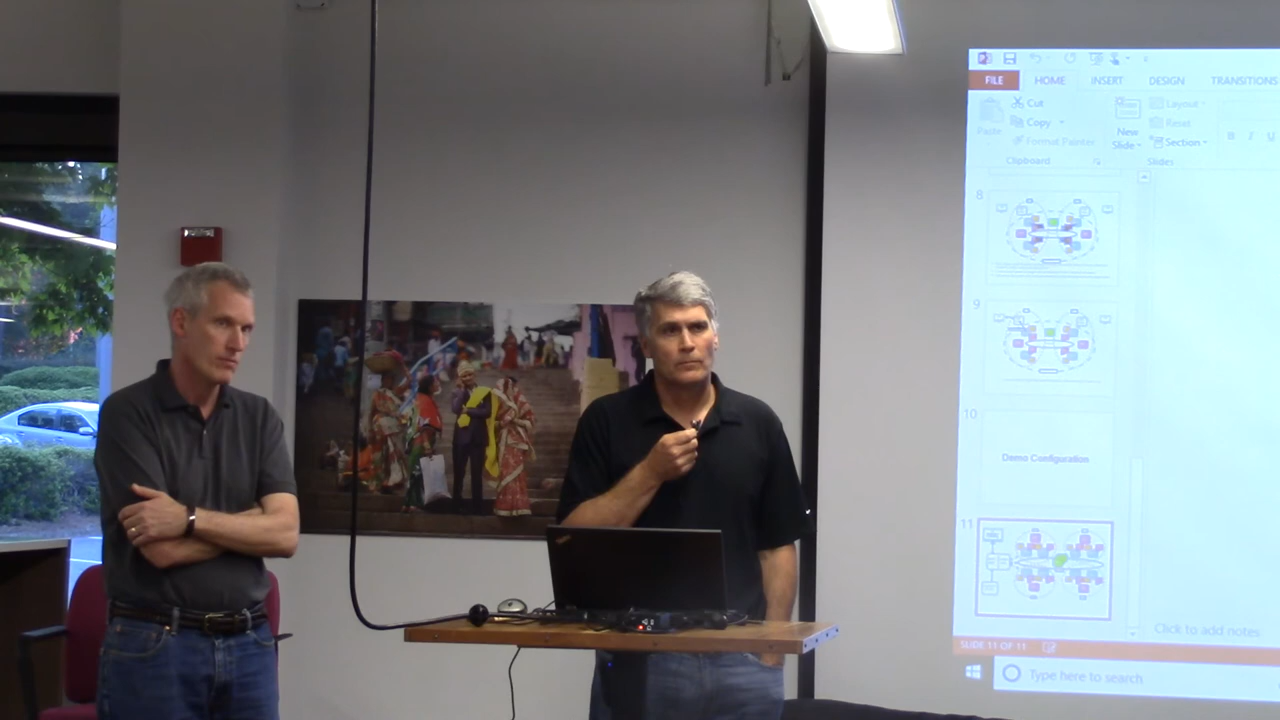 FILE HOME INSERT DESIGN TRANSITIONS
Cut
Copy
Paste
Format Painter
Clipboard
New
Slide
Layout
Reset
Section
Slides
B I U
8
9
10
Demo Configuration
11
Click to add notes
SLIDE 11 OF 11
Type here to search